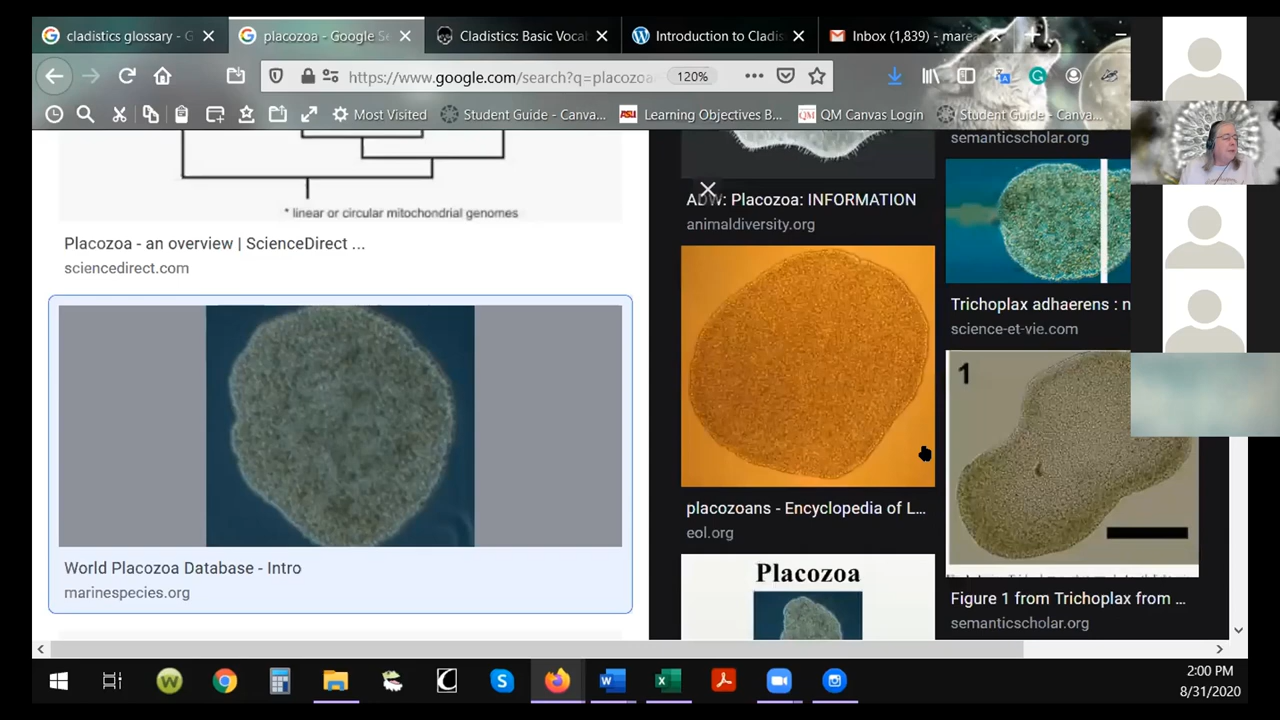 cladistics glossary - G
placozoa - Google Se
Cladistics: Basic Vocab
Introduction to Cladis
Inbox (1,839) - mare
https://www.google.com/search?q=placozoa
120%
Most Visited
Student Guide - Canva...
ASU
Learning Objectives B...
QM
QM Canvas Login
Student Guide - Canva...
* linear or circular mitochondrial genomes
Placozoa - an overview | ScienceDirect ...
sciencedirect.com
World Placozoa Database - Intro
marinespecies.org
ADW: Placozoa: INFORMATION
animaldiversity.org
placozoans - Encyclopedia of L...
eol.org
Placozoa
semanticscholar.org
Trichoplax adhaerens : n
science-et-vie.com
1
Figure 1 from Trichoplax from ...
semanticscholar.org
2:00 PM
8/31/2020